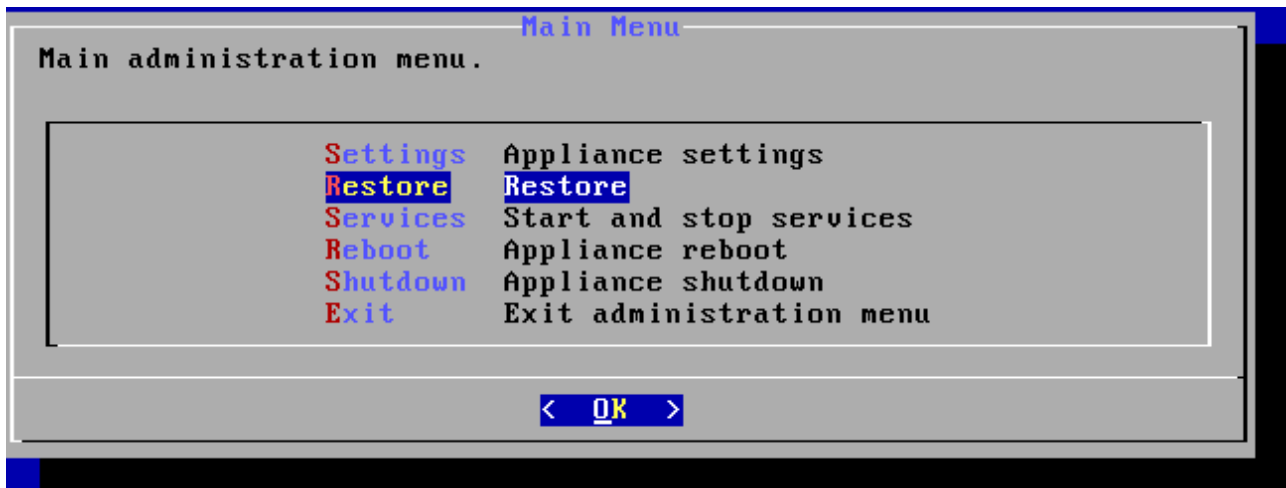 Main Menu
Main administration menu.
Settings Appliance settings
Restore Restore
Services Start and stop services
Reboot Appliance reboot
Shutdown Appliance shutdown
Exit Exit administration menu
< OK >